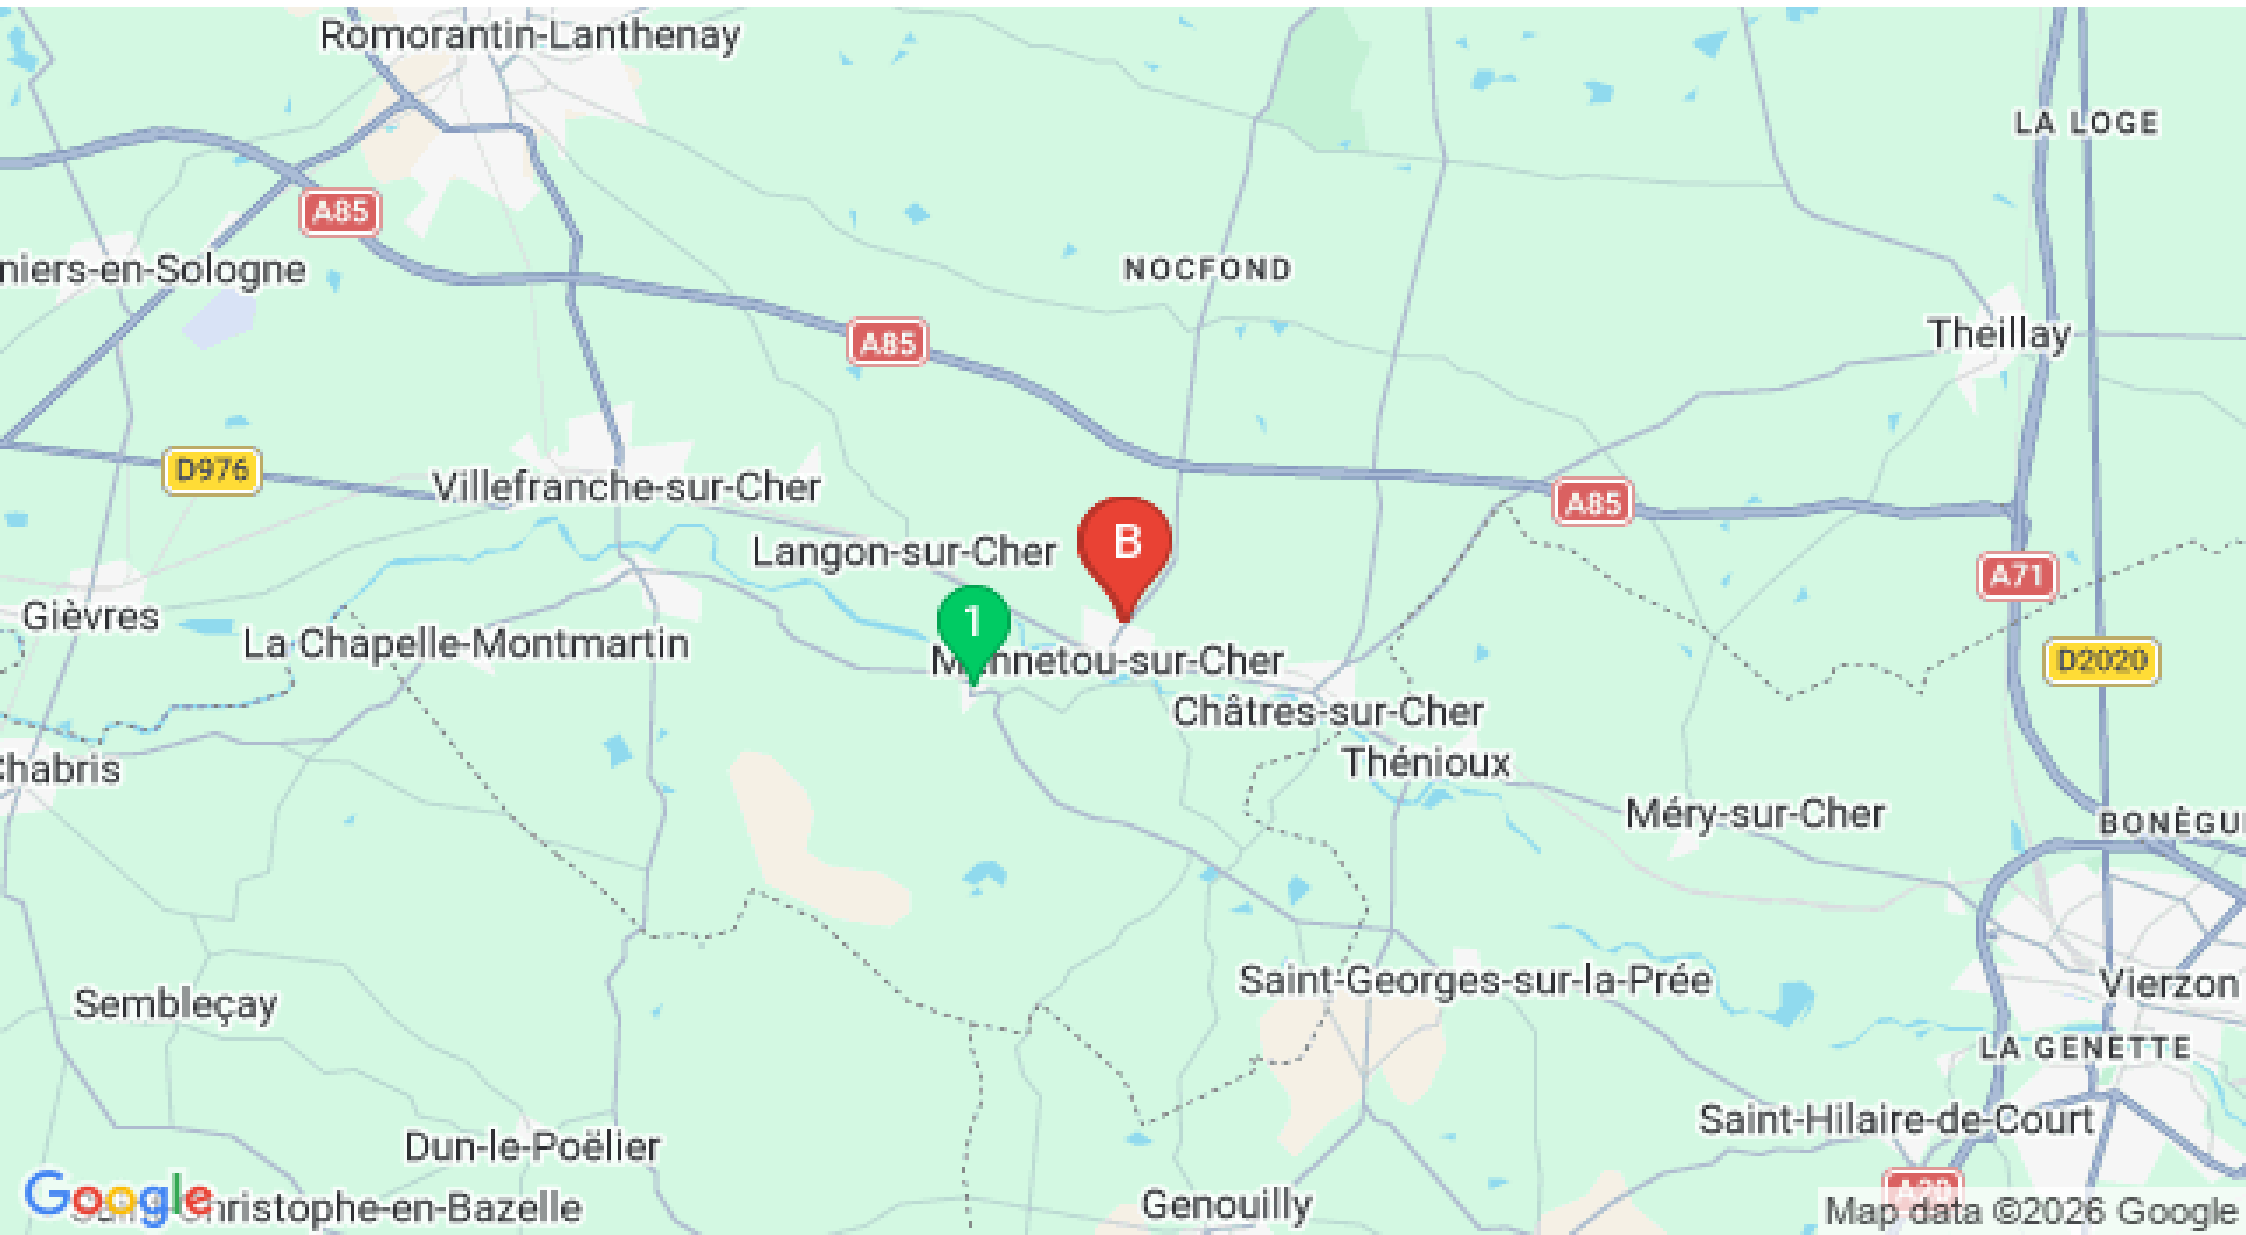 Romorantin-Lanthenay
LA LOGE
A85
niers-en-Sologne
NOCFOND
A85
Theillay
D976
Villefranche-sur-Cher
A85
Langon-sur-Cher
B
A71
Gièvres
1
La Chapelle-Montmartin
Mennetou-sur-Cher
D2020
Châtres-sur-Cher
Thénioux
Chabris
Méry-sur-Cher
BONÈGU
Saint-Georges-sur-la-Prée
Vierzon
Sembleçay
LA GENETTE
Saint-Hilaire-de-Court
Dun-le-Poëlier
A20
Google
hristophe-en-Bazelle
Genouilly
Map data ©2026 Google